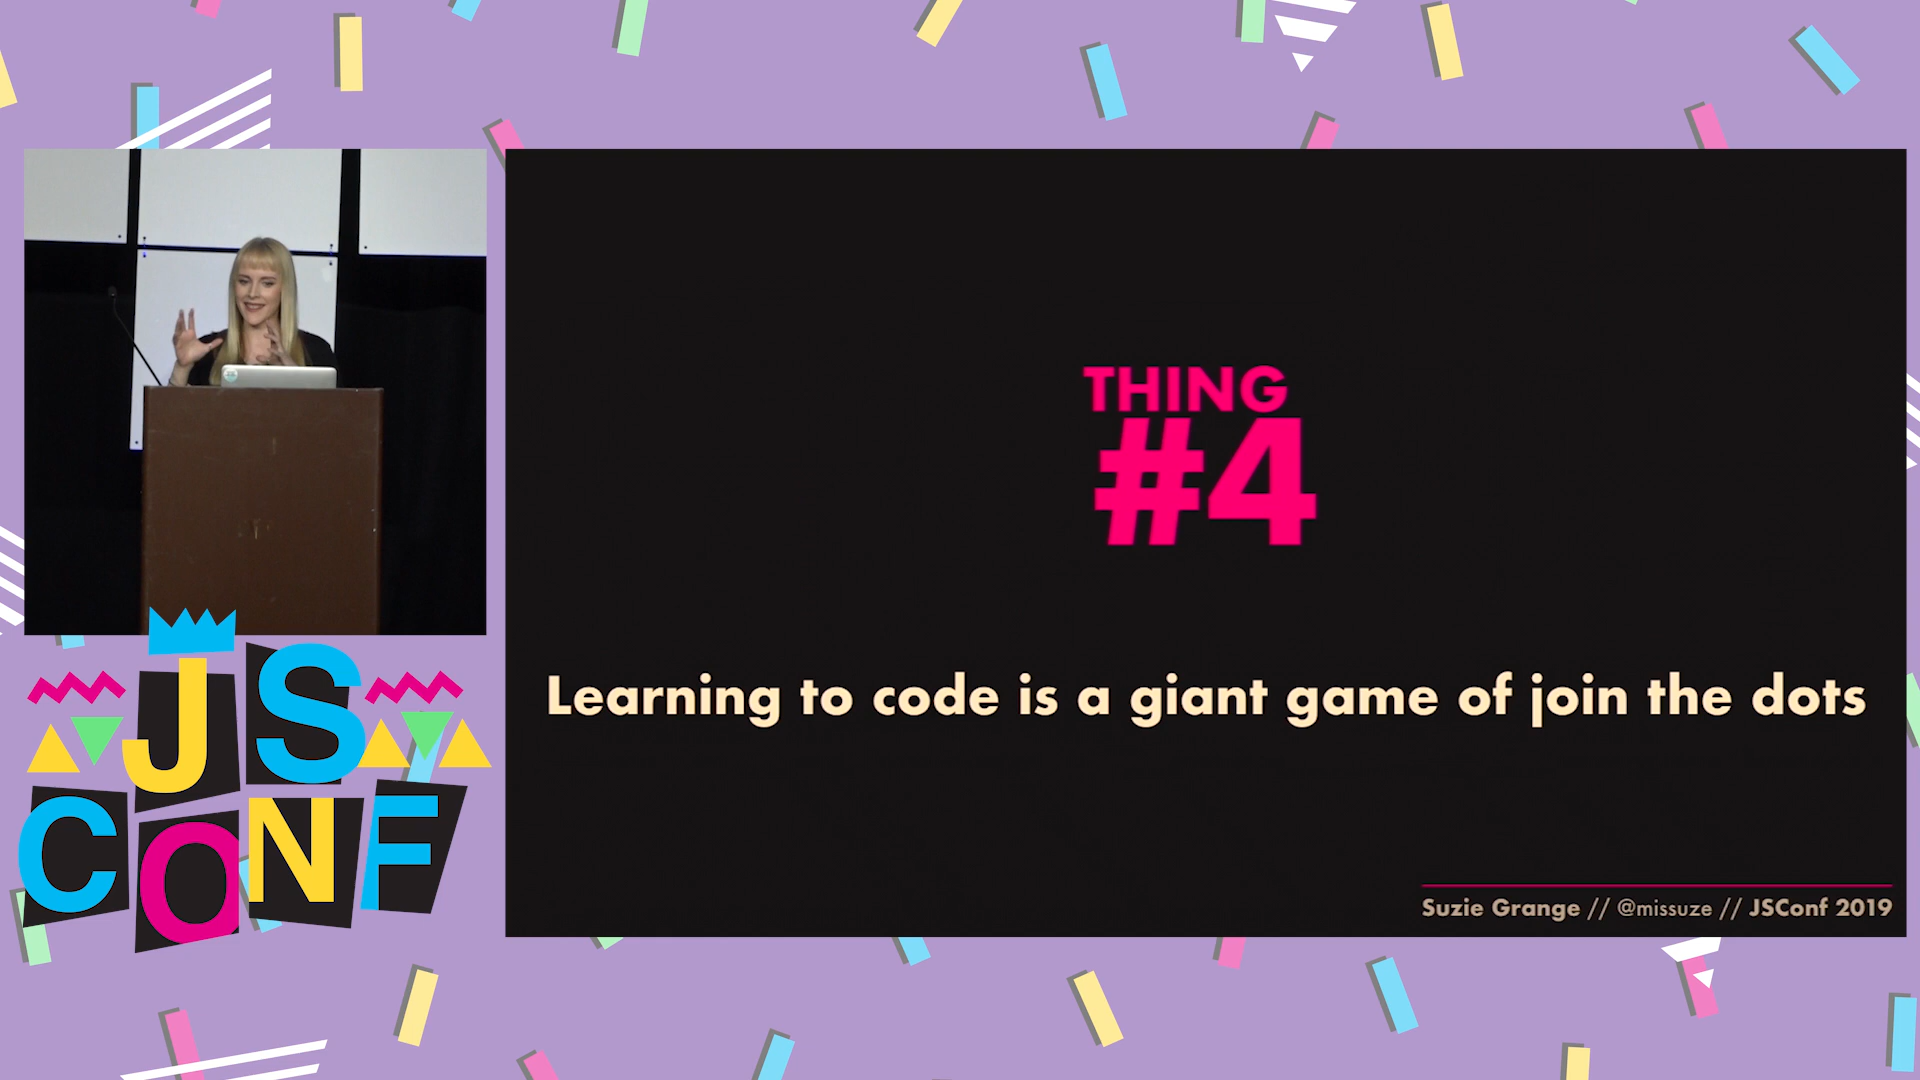 THING
#4
Learning to code is a giant game of join the dots
Suzie Grange // @missuze // JSConf 2019
JS
CONF